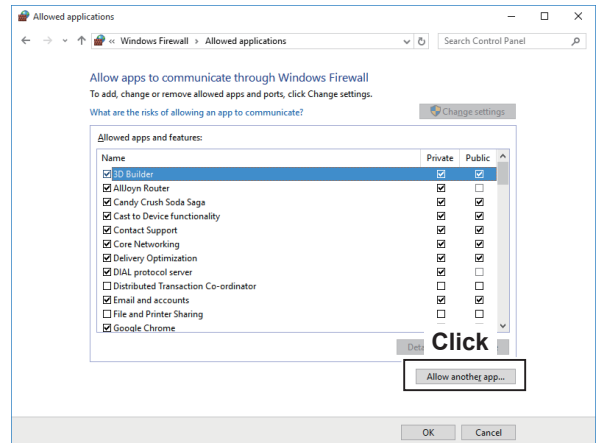 Allowed applications
« Windows Firewall > Allowed applications
Search Control Panel
Allow apps to communicate through Windows Firewall
To add, change or remove allowed apps and ports, click Change settings.
What are the risks of allowing an app to communicate?
Change settings
Allowed apps and features:
Name Private Public
3D Builder
AllJoyn Router
Candy Crush Soda Saga
Cast to Device functionality
Contact Support
Core Networking
Delivery Optimization
DIAL protocol server
Distributed Transaction Co-ordinator
Email and accounts
File and Printer Sharing
Google Chrome
Click
Allow another app...
OK Cancel